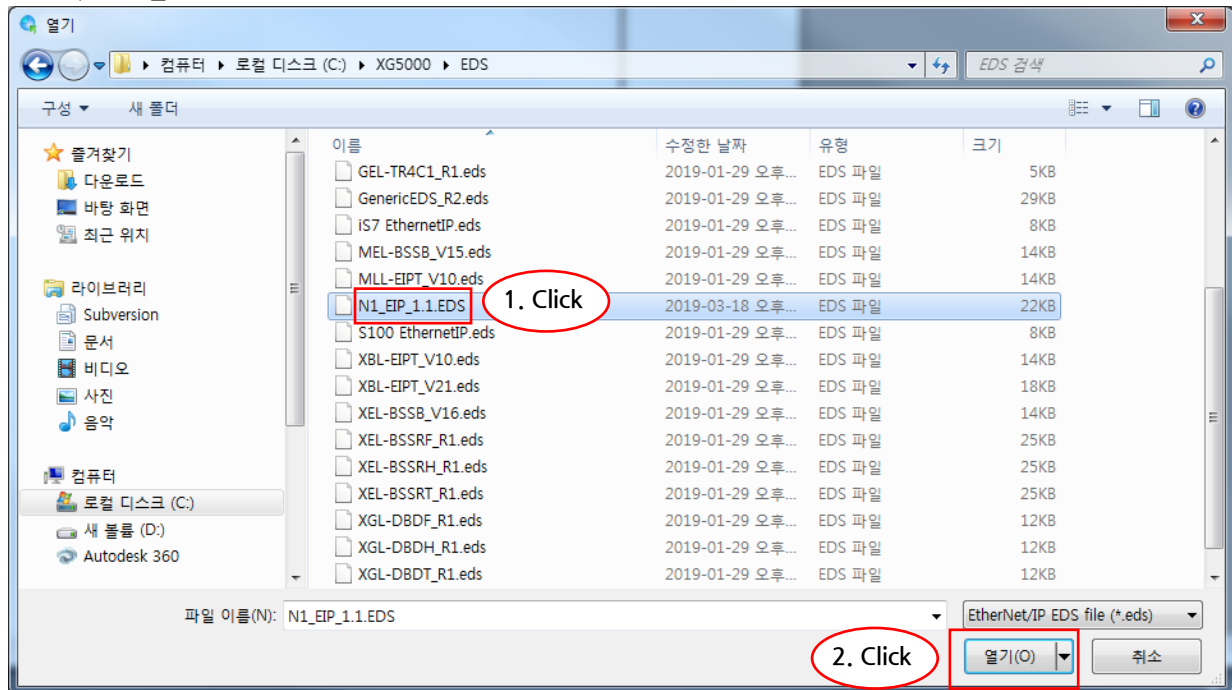 열기
컴퓨터 ▸ 로컬 디스크 (C:) ▸ XG5000 ▸ EDS
EDS 검색
구성 새 폴더
이름 수정한 날짜 유형 크기
즐겨찾기
다운로드
바탕 화면
최근 위치
라이브러리
Subversion
문서
비디오
사진
음악
컴퓨터
로컬 디스크 (C:)
새 볼륨 (D:)
Autodesk 360
GEL-TR4C1_R1.eds 2019-01-29 오후... EDS 파일 5KB
GenericEDS_R2.eds 2019-01-29 오후... EDS 파일 29KB
iS7 EthernetIP.eds 2019-01-29 오후... EDS 파일 8KB
MEL-BSSB_V15.eds 2019-01-29 오후... EDS 파일 14KB
MLL-EIPT_V10.eds 2019-01-29 오후... EDS 파일 14KB
N1_EIP_1.1.EDS 2019-03-18 오후... EDS 파일 22KB
1. Click
S100 EthernetIP.eds 2019-01-29 오후... EDS 파일 8KB
XBL-EIPT_V10.eds 2019-01-29 오후... EDS 파일 14KB
XBL-EIPT_V21.eds 2019-01-29 오후... EDS 파일 18KB
XEL-BSSB_V16.eds 2019-01-29 오후... EDS 파일 14KB
XEL-BSSRF_R1.eds 2019-01-29 오후... EDS 파일 25KB
XEL-BSSRH_R1.eds 2019-01-29 오후... EDS 파일 25KB
XEL-BSSRT_R1.eds 2019-01-29 오후... EDS 파일 25KB
XGL-DBDF_R1.eds 2019-01-29 오후... EDS 파일 12KB
XGL-DBDH_R1.eds 2019-01-29 오후... EDS 파일 12KB
XGL-DBDT_R1.eds 2019-01-29 오후... EDS 파일 12KB
파일 이름(N): N1_EIP_1.1.EDS EtherNet/IP EDS file (*.eds)
2. Click
열기(O) 취소